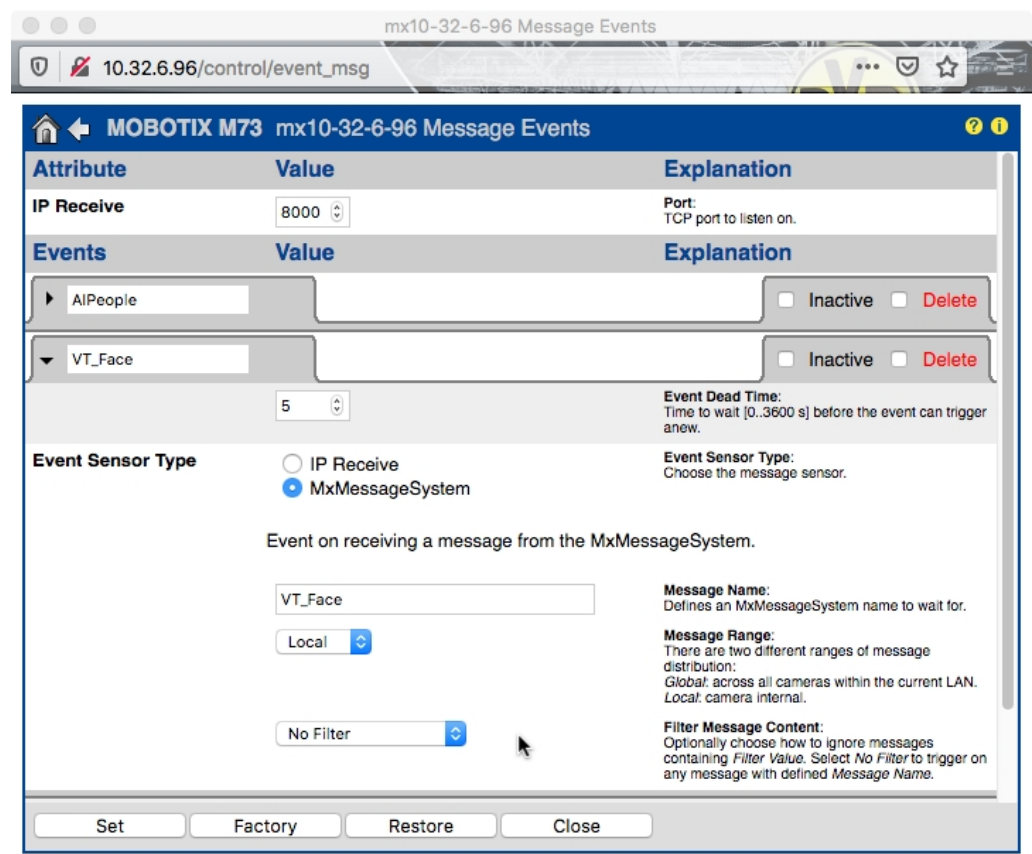 mx10-32-6-96 Message Events
10.32.6.96/control/event_msg
MOBOTIX M73 mx10-32-6-96 Message Events
Attribute Value Explanation
IP Receive 8000 Port:
TCP port to listen on.
Events Value Explanation
AIPeople Inactive Delete
VT_Face Inactive Delete
5 Event Dead Time:
Time to wait [0..3600 s] before the event can trigger
anew.
Event Sensor Type IP Receive Event Sensor Type:
MxMessageSystem Choose the message sensor.
Event on receiving a message from the MxMessageSystem.
VT_Face Message Name:
Defines an MxMessageSystem name to wait for.
Local Message Range:
There are two different ranges of message
distribution:
Global: across all cameras within the current LAN.
Local: camera internal.
No Filter Filter Message Content:
Optionally choose how to ignore messages
containing Filter Value. Select No Filter to trigger on
any message with defined Message Name.
Set Factory Restore Close